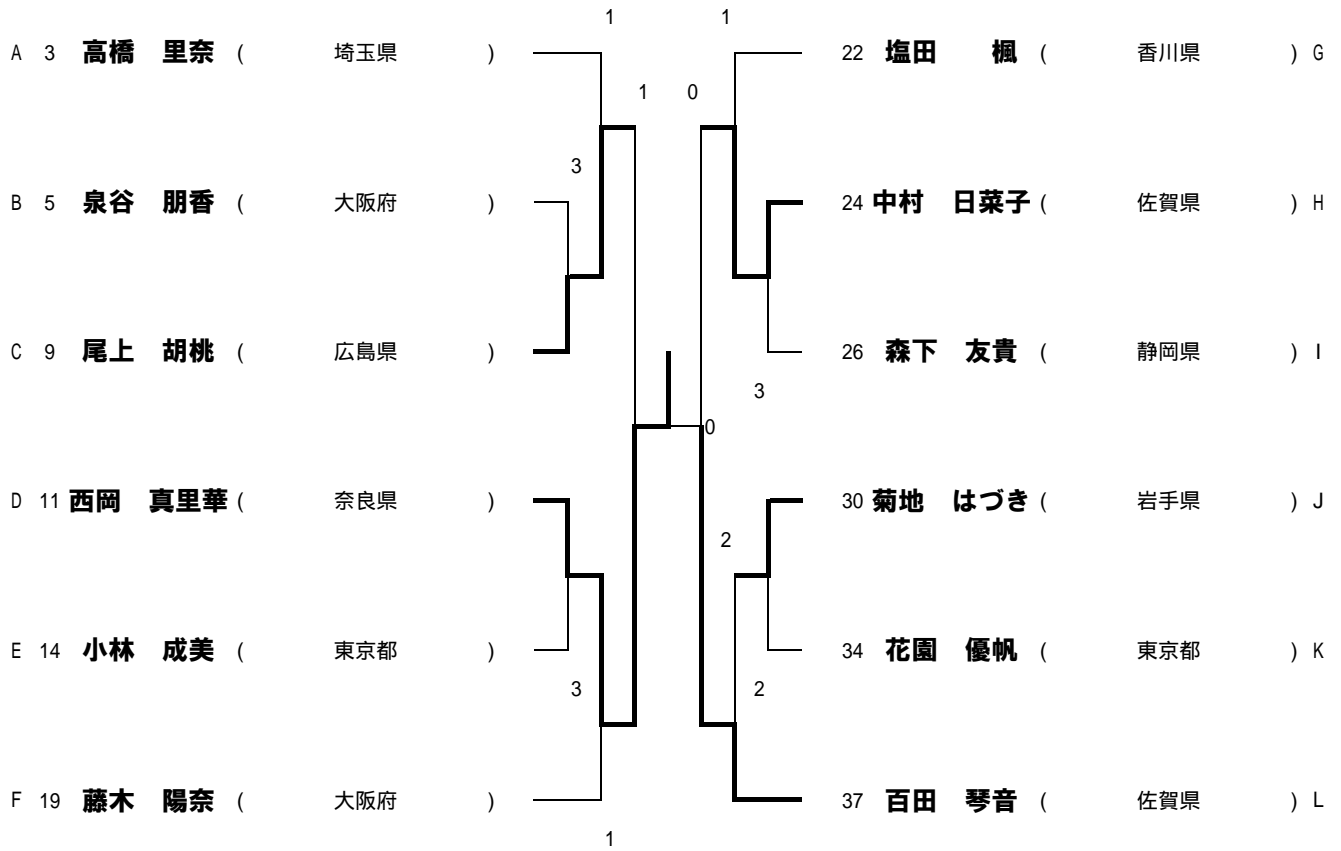 1 1
A 3 高橋 里奈 ( 埼玉県 ) 22 塩田 楓 ( 香川県 ) G
1 0
3
B 5 泉谷 朋香 ( 大阪府 ) 24 中村 日菜子 ( 佐賀県 ) H
C 9 尾上 胡桃 ( 広島県 ) 26 森下 友貴 ( 静岡県 ) I
3
0
D 11 西岡 真里華 ( 奈良県 ) 30 菊地 はづき ( 岩手県 ) J
2
E 14 小林 成美 ( 東京都 ) 34 花園 優帆 ( 東京都 ) K
3 2
F 19 藤木 陽奈 ( 大阪府 ) 37 百田 琴音 ( 佐賀県 ) L
1